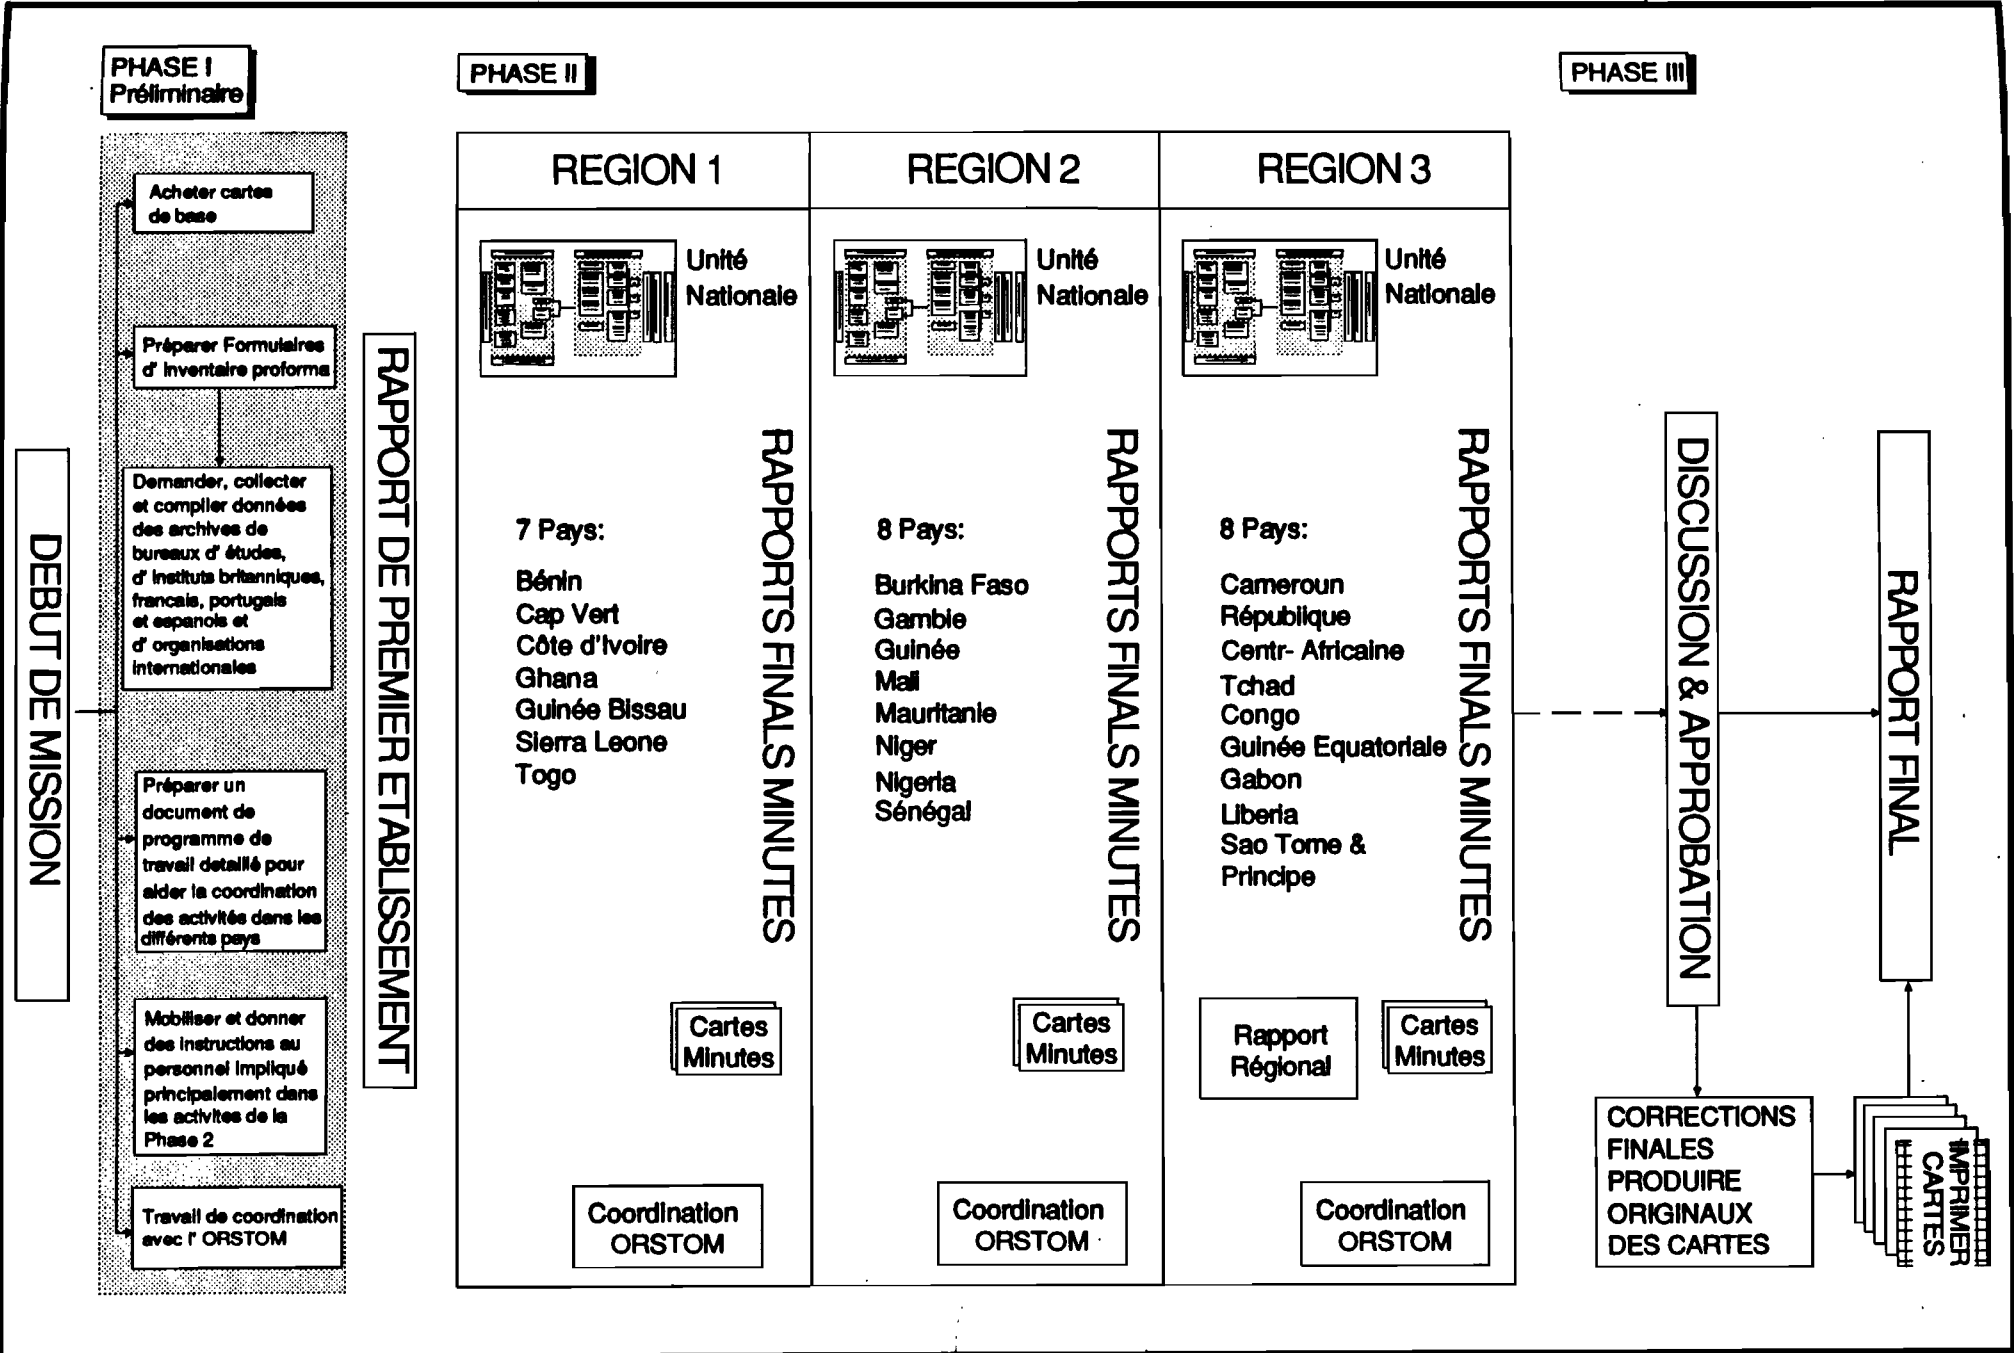 PHASE I
Préliminaire
Acheter cartes
de base
Préparer Formulaires
d' Inventaire proforma
Demander, collecter
et compiler données
des archives de
bureaux d' études,
d' instituts britanniques,
francais, portugais
et espanols et
d' organisations
internationales
Préparer un
document de
programme de
travail detaillé pour
aider la coordination
des activités dans les
différents pays
Mobiliser et donner
des instructions au
personnel impliqué
principalement dans
les activites de la
Phase 2
Travail de coordination
avec l' ORSTOM
DEBUT DE MISSION
RAPPORT DE PREMIER ETABLISSEMENT
PHASE II
REGION 1
Unité
Nationale
7 Pays:
Bénin
Cap Vert
Côte d'Ivoire
Ghana
Guinée Bissau
Sierra Leone
Togo
RAPPORTS FINALS MINUTES
Cartes
Minutes
Coordination
ORSTOM
REGION 2
Unité
Nationale
8 Pays:
Burkina Faso
Gambie
Guinée
Mali
Mauritanie
Niger
Nigeria
Sénégal
RAPPORTS FINALS MINUTES
Cartes
Minutes
Coordination
ORSTOM
REGION 3
Unité
Nationale
8 Pays:
Cameroun
République
Centr- Africaine
Tchad
Congo
Guinée Equatoriale
Gabon
Liberia
Sao Tome &
Principe
RAPPORTS FINALS MINUTES
Rapport
Régional
Cartes
Minutes
Coordination
ORSTOM
PHASE III
DISCUSSION & APPROBATION
RAPPORT FINAL
CORRECTIONS
FINALES
PRODUIRE
ORIGINAUX
DES CARTES
IMPRIMER
CARTES